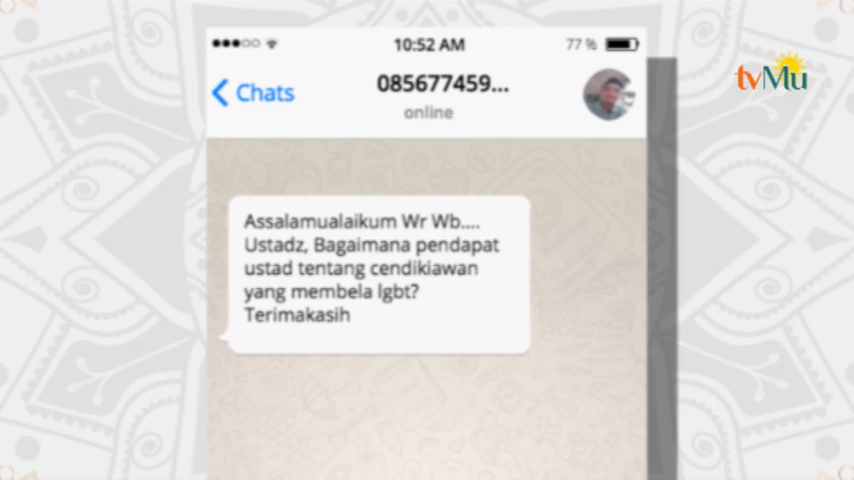 10:52 AM
77 %
Chats
085677459...
online
tvMu
Assalamualaikum Wr Wb....
Ustadz, Bagaimana pendapat
ustad tentang cendikiawan
yang membela lgbt?
Terimakasih